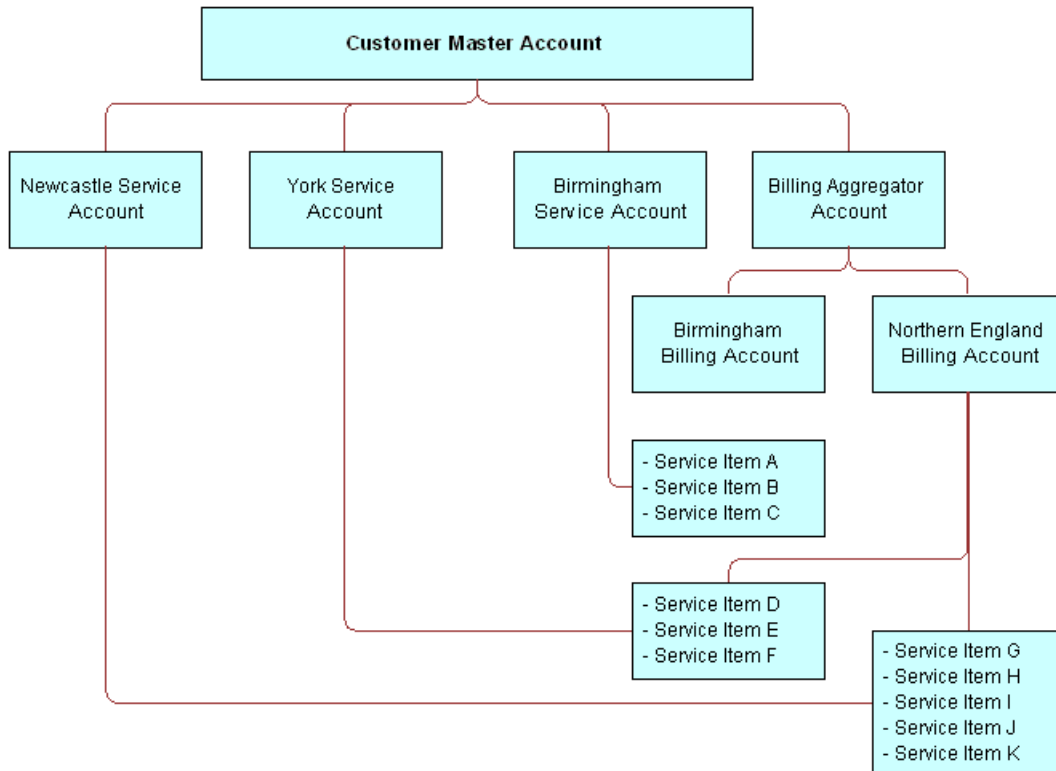 Customer Master Account
Newcastle Service
Account
York Service
Account
Birmingham
Service Account
Billing Aggregator
Account
Birmingham
Billing Account
Northern England
Billing Account
- Service Item A
- Service Item B
- Service Item C
- Service Item D
- Service Item E
- Service Item F
- Service Item G
- Service Item H
- Service Item I
- Service Item J
- Service Item K